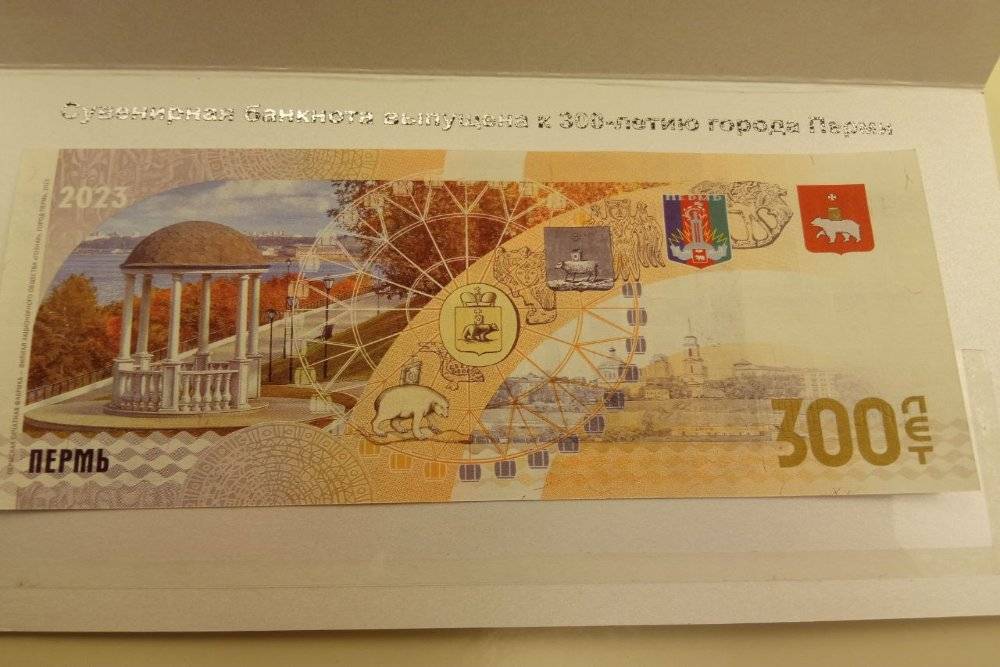 Сувенирная банкнота выпущена к 300-летию города Перми
2023
ПЕРМЬ
300 ЛЕТ